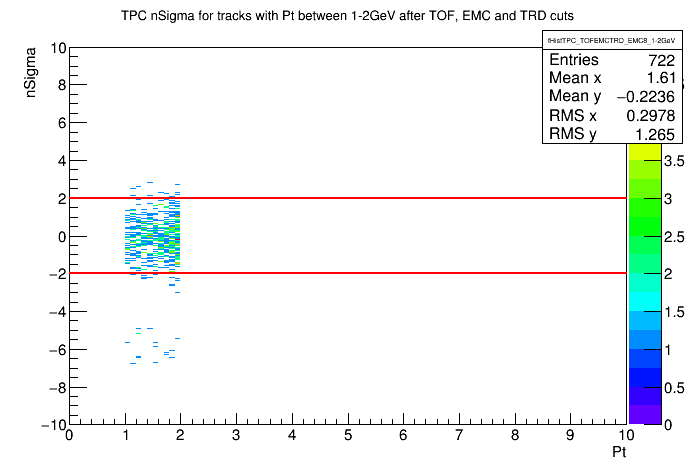 TPC nSigma for tracks with Pt between 1-2GeV after TOF, EMC and TRD cuts
fHistTPC_TOFEMCTRD_EMC8_1-2GeV
Entries 722
Mean x 1.61
Mean y −0.2236
RMS x 0.2978
RMS y 1.265
nSigma
10
8
6
4
2
0
−2
−4
−6
−8
−10
0 1 2 3 4 5 6 7 8 9 10
Pt
3.5
3
2.5
2
1.5
1
0.5
0